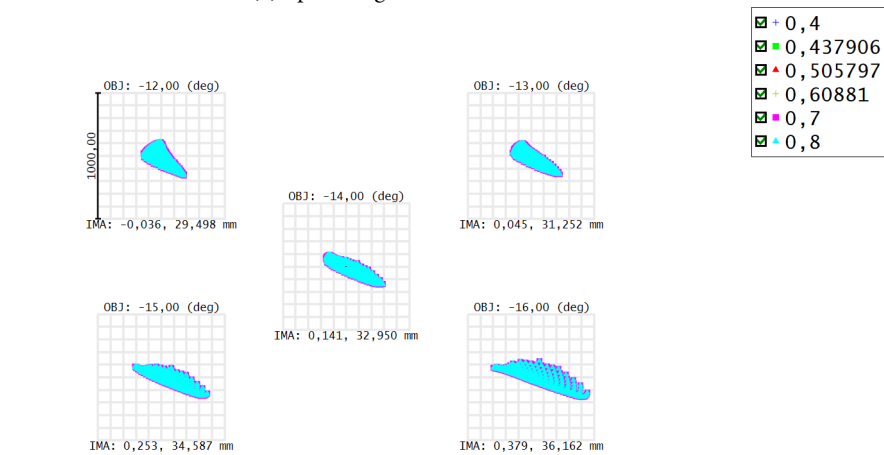 0,4
0,437906
0,505797
0,60881
0,7
0,8
OBJ: -12,00 (deg)
1000,00
IMA: -0,036, 29,498 mm
OBJ: -13,00 (deg)
IMA: 0,045, 31,252 mm
OBJ: -14,00 (deg)
IMA: 0,141, 32,950 mm
OBJ: -15,00 (deg)
IMA: 0,253, 34,587 mm
OBJ: -16,00 (deg)
IMA: 0,379, 36,162 mm